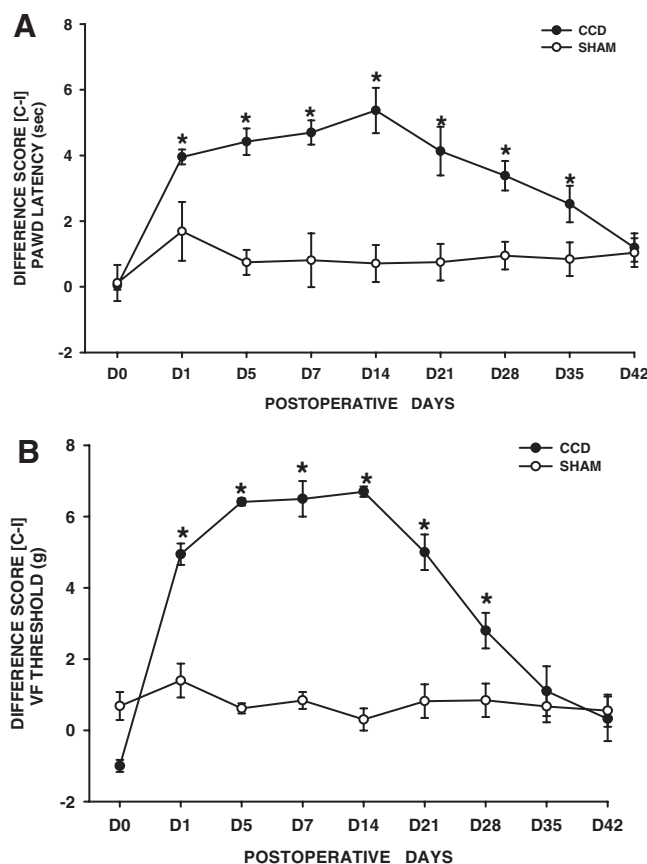 A
DIFFERENCE SCORE [C-I]
PAWD LATENCY (sec)
8
6
4
2
0
-2
CCD
SHAM
* * * * * * * *
D0 D1 D5 D7 D14 D21 D28 D35 D42
POSTOPERATIVE DAYS
B
DIFFERENCE SCORE [C-I]
VF THRESHOLD (g)
8
6
4
2
0
-2
CCD
SHAM
* * * * * *
D0 D1 D5 D7 D14 D21 D28 D35 D42
POSTOPERATIVE DAYS